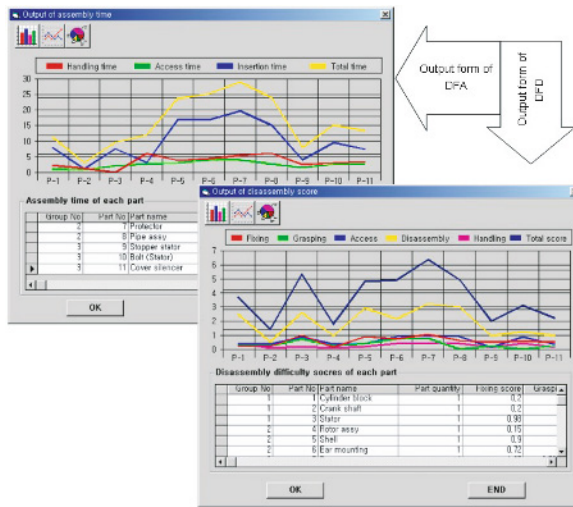 Output of assembly time
Handling time Access time Insertion time Total time
30
25
20
15
10
5
0
P-1 P-2 P-3 P-4 P-5 P-6 P-7 P-8 P-9 P-10 P-11
Assembly time of each part
Group No Part No Part name
2 7 Protector
2 8 Pipe assy
3 9 Stopper stator
3 10 Bolt (Stator)
3 11 Cover silencer
OK
Output form of
DFA
Output form of
DFD
Output of disassembly score
Fixing Grasping Access Disassembly Handling Total score
7
6
5
4
3
2
1
0
P-1 P-2 P-3 P-4 P-5 P-6 P-7 P-8 P-9 P-10 P-11
Disassembly difficulty socres of each part
Group No Part No Part name Part quantity Fixing score Graspi
1 1 Cylinder block 1 0,2
1 2 Crank shaft 1 0,2
1 3 Stator 1 0,98
2 4 Rotor assy 1 0,15
2 5 Shell 1 0,9
2 6 Ear mounting 1 0,72
OK
END